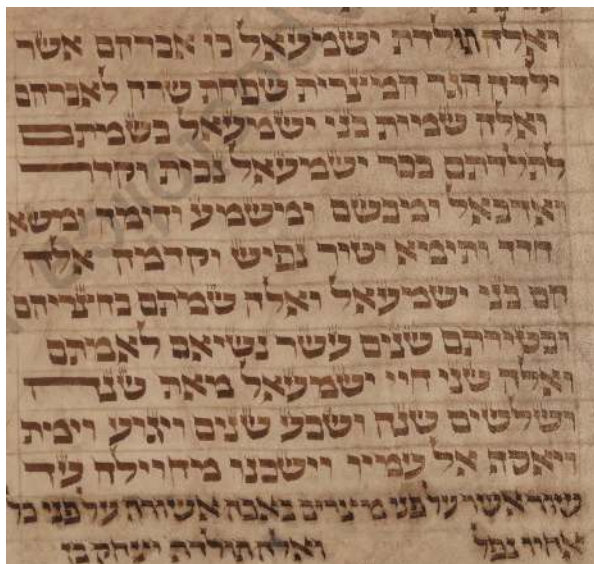 ואלה תולדת ישמעאל בן אברהם אשר
ילדה הגר המצרית שפחת שרה לאברהם
ואלה שמות בני ישמעאל בשמתם
לתולדתם בכר ישמעאל נבית וקדר
ואדבאל ומבשם ומשמע ודומה ומשא
חדד ותימא יטור נפיש וקדמה אלה
הם בני ישמעאל ואלה שמתם בחצריהם
ובטירתם שנים עשר נשיאם לאמתם
ואלה שני חיי ישמעאל מאת שנה
ושלשים שנה ושבע שנים ויגוע וימת
ויאסף אל עמיו וישכנו מחוילה עד
שור אשר על פני מצרים באכה אשורה על פני כל
אחיו נפל ואלה תולדת יצחק בן